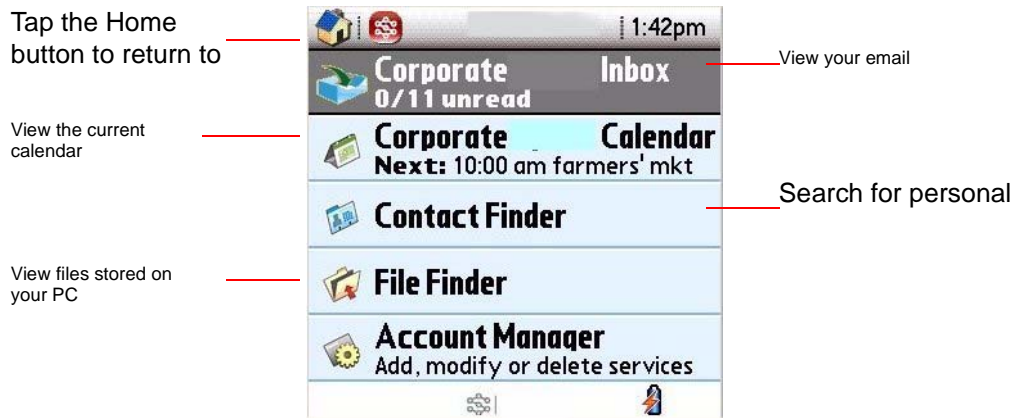 Tap the Home
button to return to
1:42pm
Corporate Inbox
0/11 unread
View your email
View the current
calendar
Corporate Calendar
Next: 10:00 am farmers' mkt
Contact Finder
Search for personal
View files stored on
your PC
File Finder
Account Manager
Add, modify or delete services